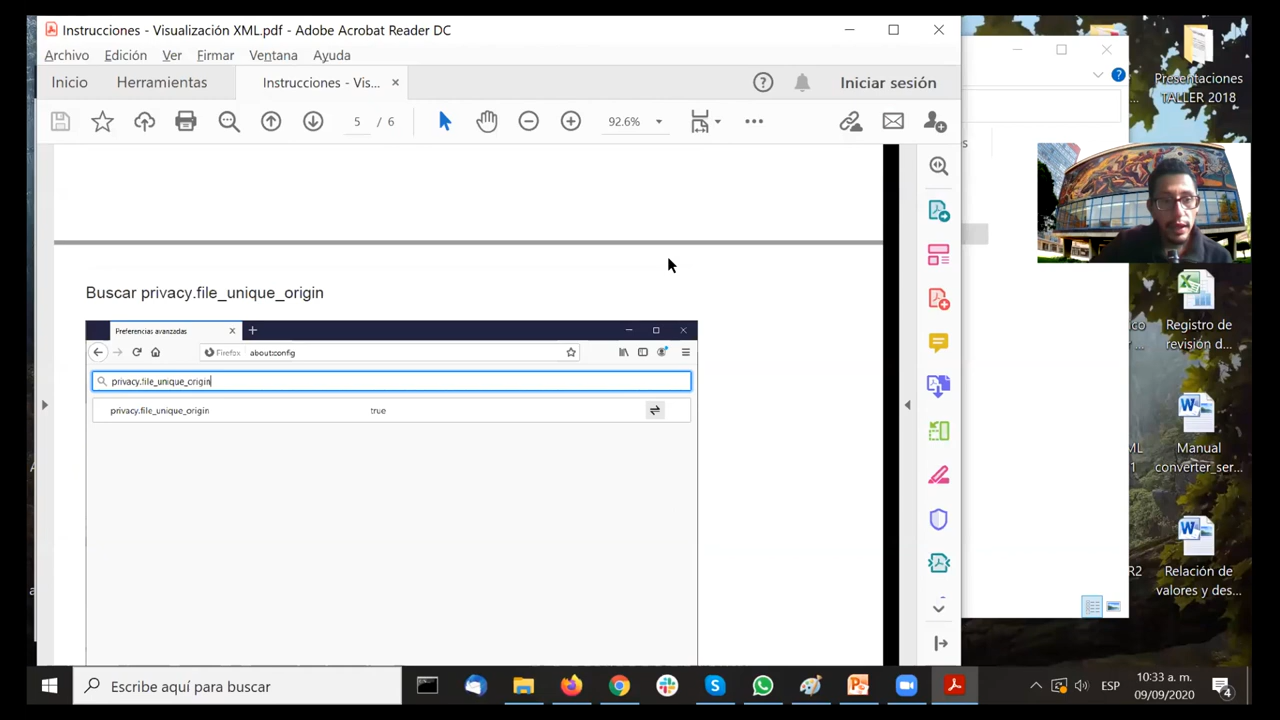 Instrucciones - Visualización XML.pdf - Adobe Acrobat Reader DC
Archivo Edición Ver Firmar Ventana Ayuda
Inicio Herramientas Instrucciones - Vis... × Iniciar sesión
5 / 6 92.6%
Buscar privacy.file_unique_origin
Preferencias avanzadas
Firefox about:config
privacy.file_unique_origin
privacy.file_unique_origin true
Presentaciones
TALLER 2018
Registro de
revisión d...
Manual
converter_ser...
Relación de
valores y des...
Escribe aquí para buscar
ESP
10:33 a. m.
09/09/2020
4